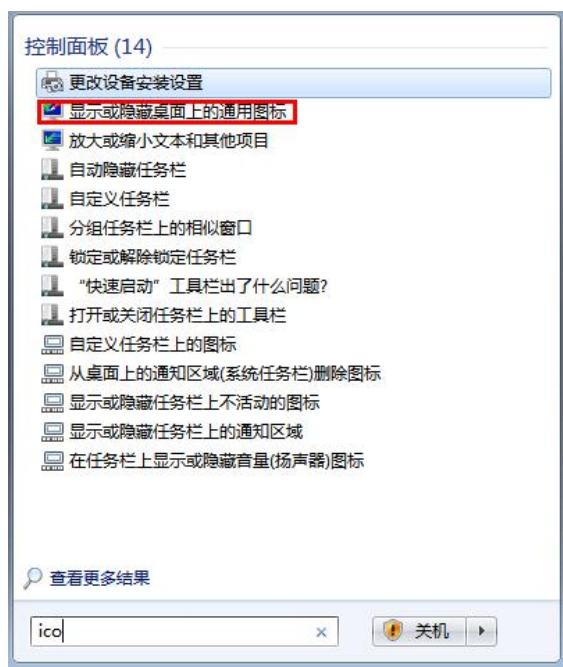 控制面板 (14)
更改设备安装设置
显示或隐藏桌面上的通用图标
放大或缩小文本和其他项目
自动隐藏任务栏
自定义任务栏
分组任务栏上的相似窗口
锁定或解除锁定任务栏
“快速启动”工具栏出了什么问题?
打开或关闭任务栏上的工具栏
自定义任务栏上的图标
从桌面上的通知区域(系统任务栏)删除图标
显示或隐藏任务栏上不活动的图标
显示或隐藏任务栏上的通知区域
在任务栏上显示或隐藏音量(扬声器)图标
查看更多结果
ico
关机